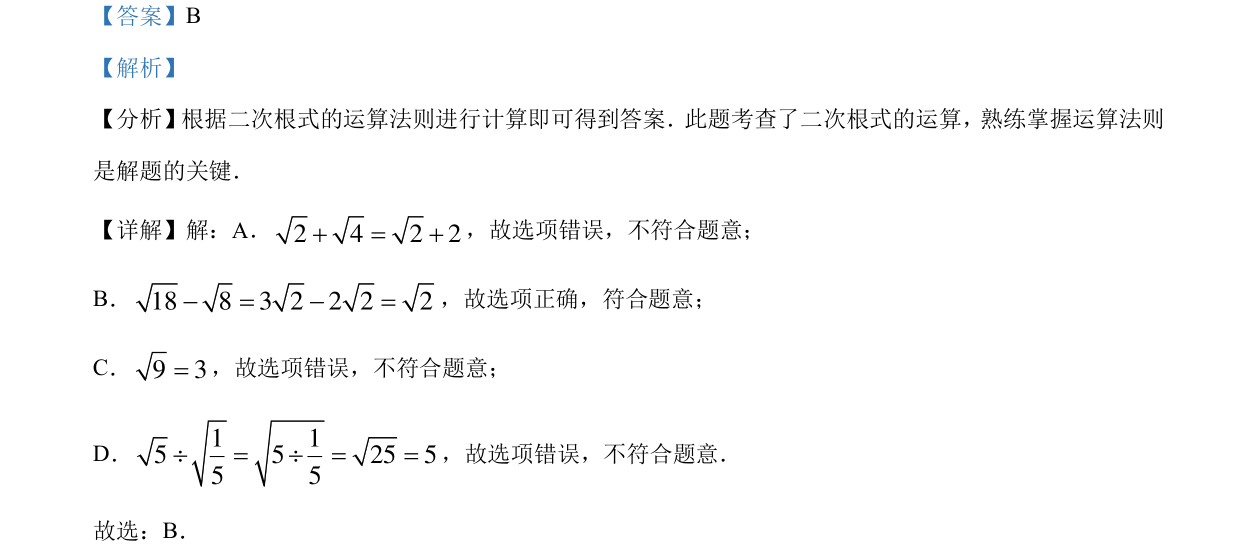 【答案】B
【解析】
【分析】根据二次根式的运算法则进行计算即可得到答案．此题考查了二次根式的运算，熟练掌握运算法则
是解题的关键．
【详解】解：A．√2+√4=√2+2，故选项错误，不符合题意；
B．√18−√8=3√2−2√2=√2，故选项正确，符合题意；
C．√9=3，故选项错误，不符合题意；
D．√5÷√(1/5)=√(5÷1/5)=√25=5，故选项错误，不符合题意．
故选：B．